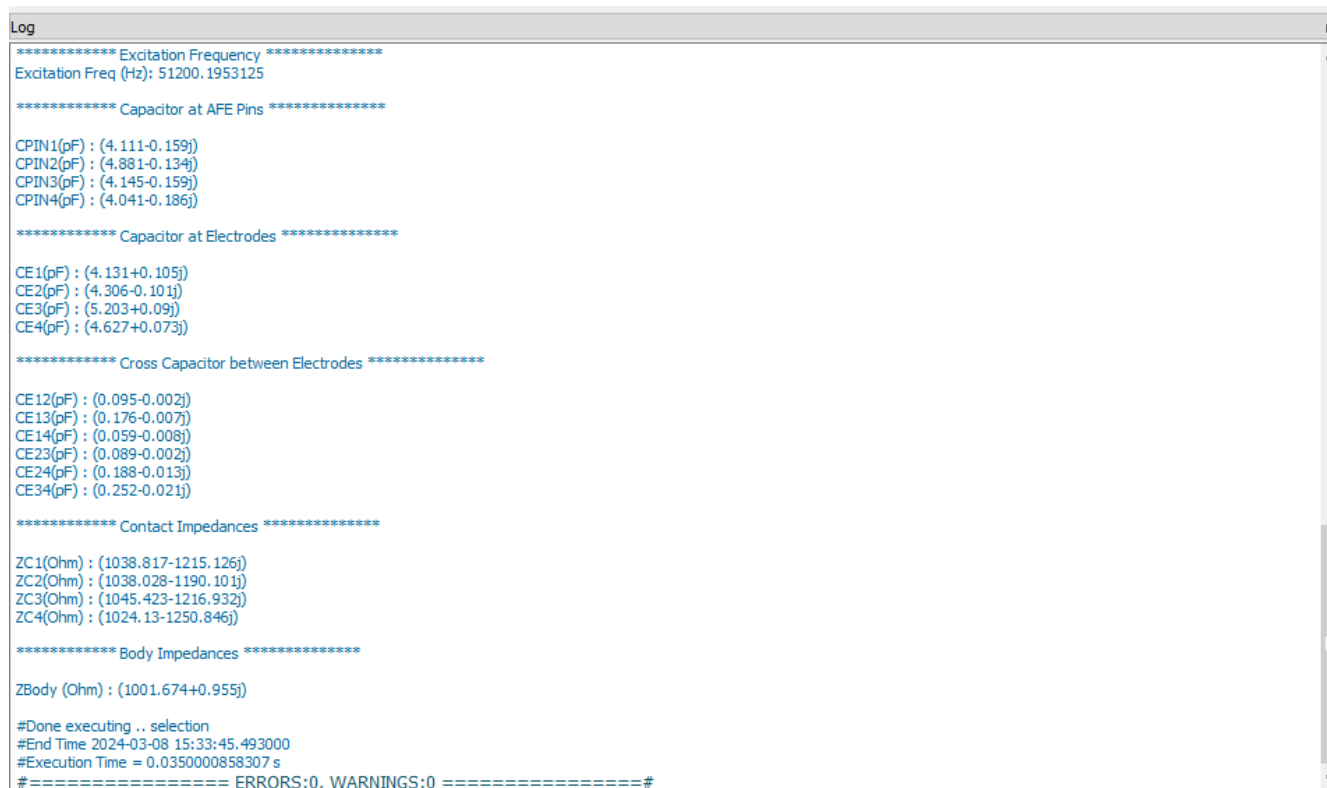 Log
************ Excitation Frequency **************
Excitation Freq (Hz): 51200.1953125
************ Capacitor at AFE Pins **************
CPIN1(pF) : (4.111-0.159j)
CPIN2(pF) : (4.881-0.134j)
CPIN3(pF) : (4.145-0.159j)
CPIN4(pF) : (4.041-0.186j)
************ Capacitor at Electrodes **************
CE1(pF) : (4.131+0.105j)
CE2(pF) : (4.306-0.101j)
CE3(pF) : (5.203+0.09j)
CE4(pF) : (4.627+0.073j)
************ Cross Capacitor between Electrodes **************
CE12(pF) : (0.095-0.002j)
CE13(pF) : (0.176-0.007j)
CE14(pF) : (0.059-0.008j)
CE23(pF) : (0.089-0.002j)
CE24(pF) : (0.188-0.013j)
CE34(pF) : (0.252-0.021j)
************ Contact Impedances **************
ZC1(Ohm) : (1038.817-1215.126j)
ZC2(Ohm) : (1038.028-1190.101j)
ZC3(Ohm) : (1045.423-1216.932j)
ZC4(Ohm) : (1024.13-1250.846j)
************ Body Impedances **************
ZBody (Ohm) : (1001.674+0.955j)
#Done executing .. selection
#End Time 2024-03-08 15:33:45.493000
#Execution Time = 0.0350000858307 s
#================ ERRORS:0, WARNINGS:0 ================#